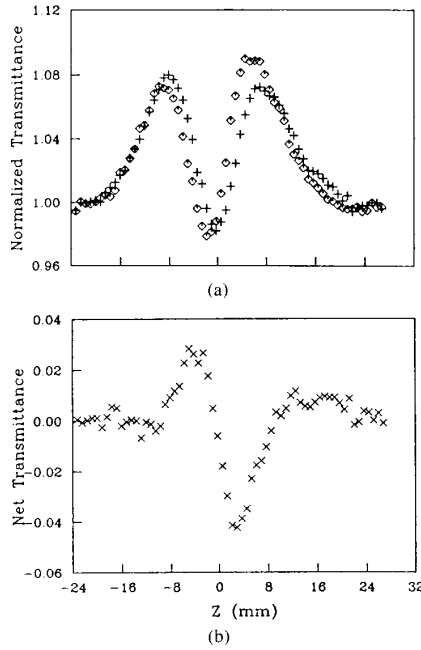 1.12
1.08
1.04
1.00
0.96
Normalized Transmittance
(a)
0.04
0.02
0.00
-0.02
-0.04
-0.06
Net Transmittance
-24 -16 -8 0 8 16 24 32
Z (mm)
(b)